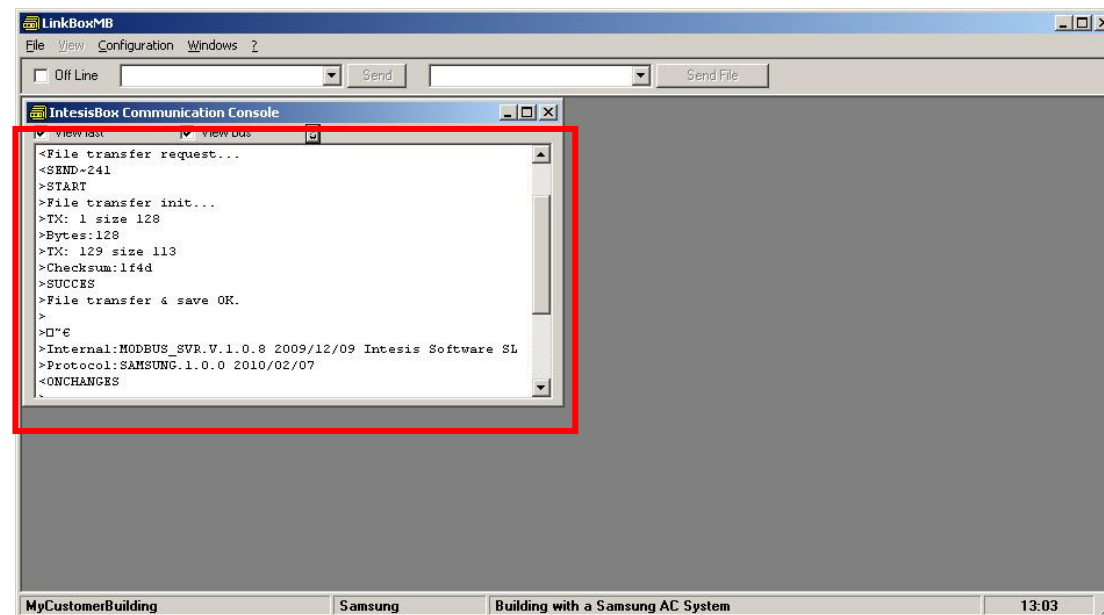 LinkBoxMB
File View Configuration Windows ?
Off Line Send Send File
IntesisBox Communication Console
View last View bus
<File transfer request...
<SEND~241
>START
>File transfer init...
>TX: 1 size 128
>Bytes:128
>TX: 129 size 113
>Checksum:1f4d
>SUCCES
>File transfer & save OK.
>
>□~€
>Internal:MODBUS_SVR.V.1.0.8 2009/12/09 Intesis Software SL
>Protocol:SAMSUNG.1.0.0 2010/02/07
<ONCHANGES
MyCustomerBuilding Samsung Building with a Samsung AC System 13:03